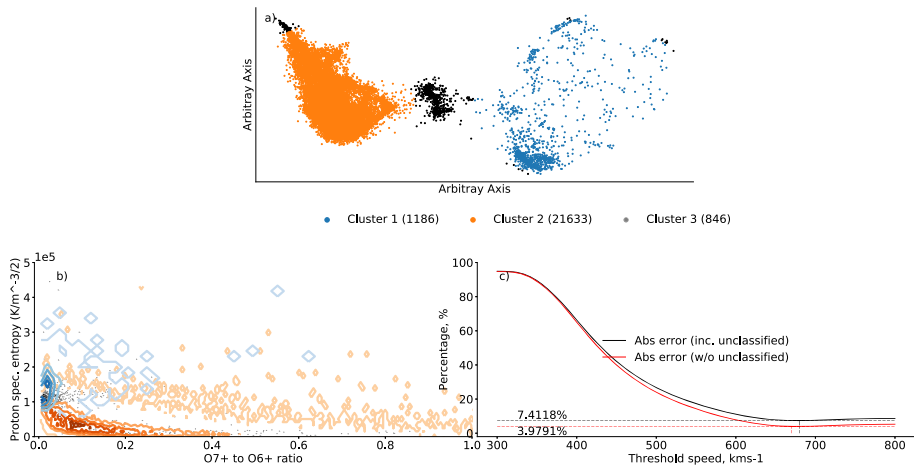 a)
Arbitray Axis
Arbitray Axis
Cluster 1 (1186)
Cluster 2 (21633)
Cluster 3 (846)
1e5
b)
Proton spec. entropy (K/m^-3/2)
5
4
3
2
1
0
0.0 0.2 0.4 0.6 0.8 1.0
O7+ to O6+ ratio
c)
Percentage, %
100
80
60
40
20
0
Abs error (inc. unclassified)
Abs error (w/o unclassified)
7.4118%
3.9791%
300 400 500 600 700 800
Threshold speed, kms-1